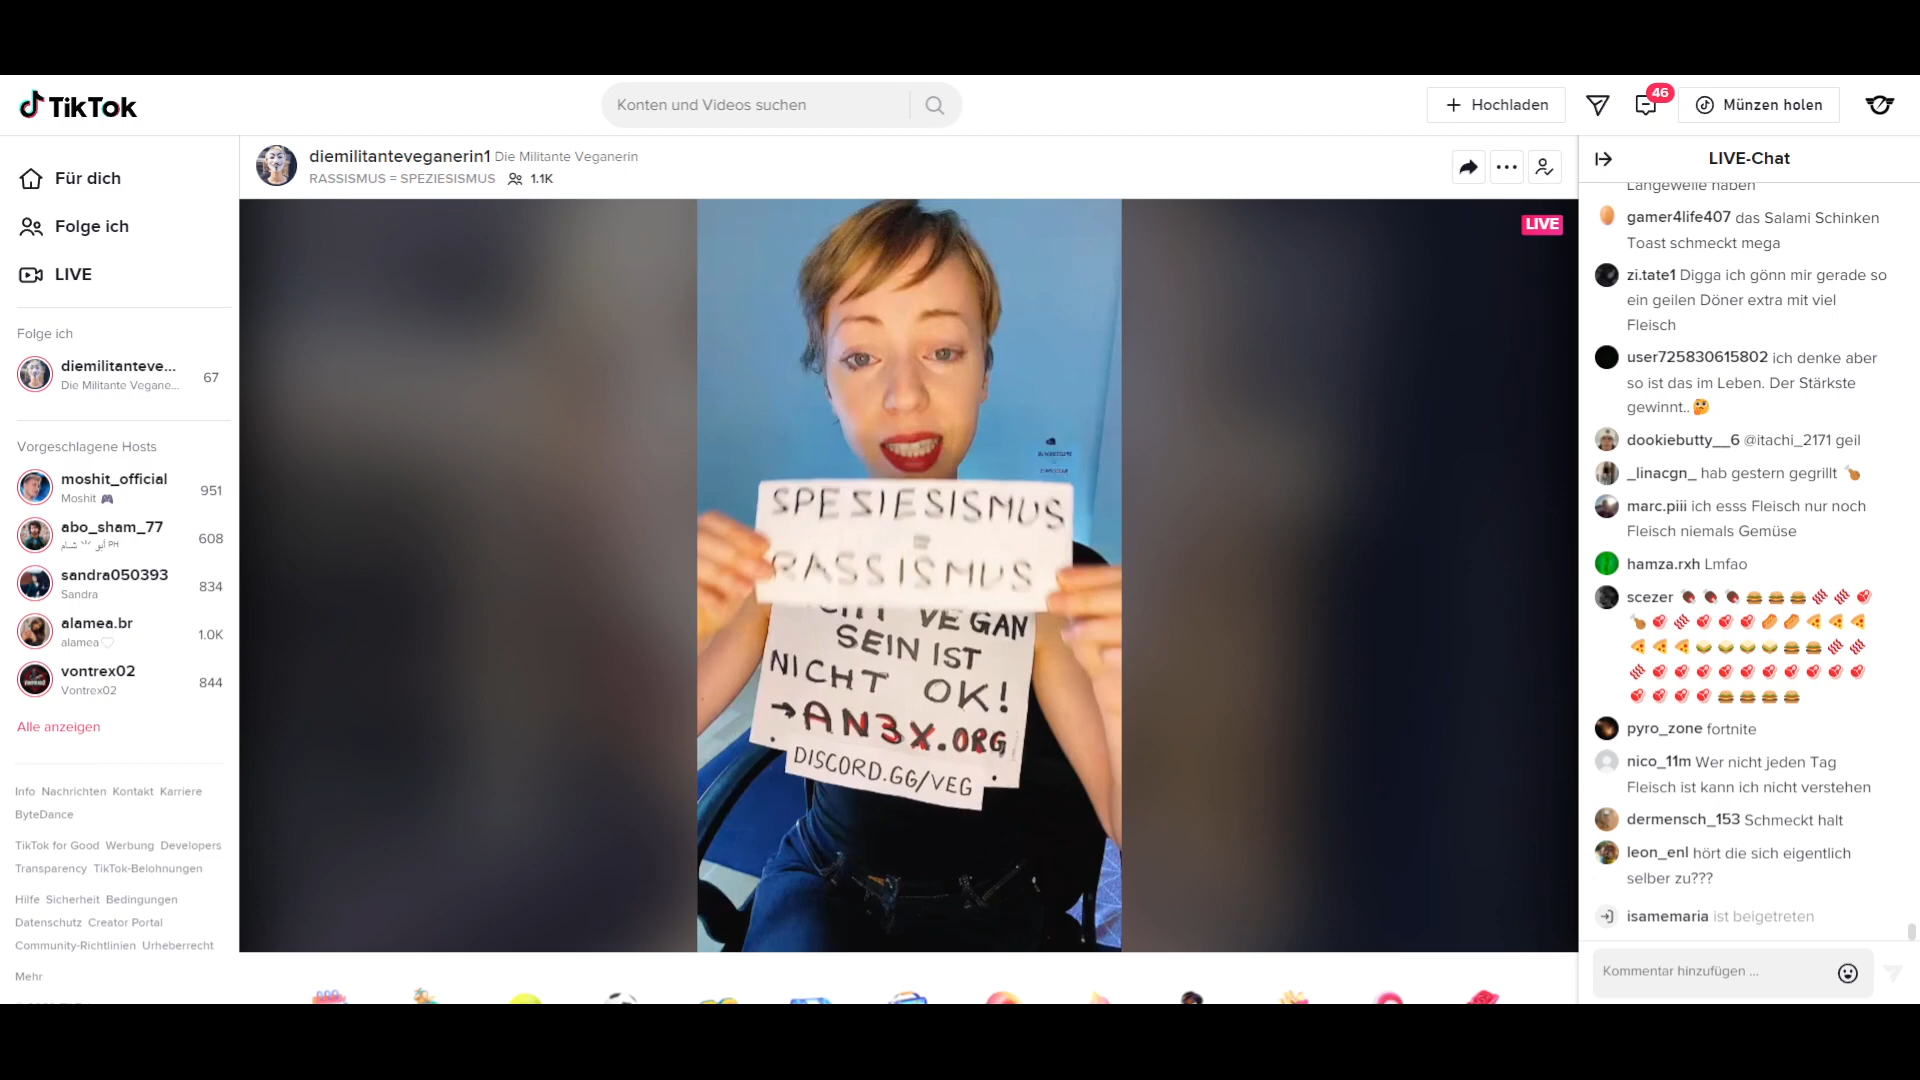 TikTok
Konten und Videos suchen
Hochladen
46
Münzen holen
Für dich
Folge ich
LIVE
Folge ich
diemilitanteve...
Die Militante Vegane...
67
Vorgeschlagene Hosts
moshit_official
Moshit 🎮
951
abo_sham_77
608
sandra050393
Sandra
834
alamea.br
alamea🤍
1.0K
vontrex02
Vontrex02
844
Alle anzeigen
Info Nachrichten Kontakt Karriere
ByteDance
TikTok for Good Werbung Developers
Transparency TikTok-Belohnungen
Hilfe Sicherheit Bedingungen
Datenschutz Creator Portal
Community-Richtlinien Urheberrecht
Mehr
diemilitanteveganerin1 Die Militante Veganerin
RASSISMUS = SPEZIESISMUS 1.1K
LIVE
SPEZIESISMUS
=
RASSISMUS
VEGAN
SEIN IST
NICHT OK!
→AN3X.ORG
DISCORD.GG/VEG
LIVE-Chat
Langeweile haben
gamer4life407 das Salami Schinken
Toast schmeckt mega
zi.tate1 Digga ich gönn mir gerade so
ein geilen Döner extra mit viel
Fleisch
user725830615802 ich denke aber
so ist das im Leben. Der Stärkste
gewinnt.. 🤔
dookiebutty__6 @itachi_2171 geil
_linacgn_ hab gestern gegrillt 🍗
marc.piii ich esss Fleisch nur noch
Fleisch niemals Gemüse
hamza.rxh Lmfao
scezer
pyro_zone fortnite
nico_11m Wer nicht jeden Tag
Fleisch ist kann ich nicht verstehen
dermensch_153 Schmeckt halt
leon_enl hört die sich eigentlich
selber zu???
isamemaria ist beigetreten
Kommentar hinzufügen ...